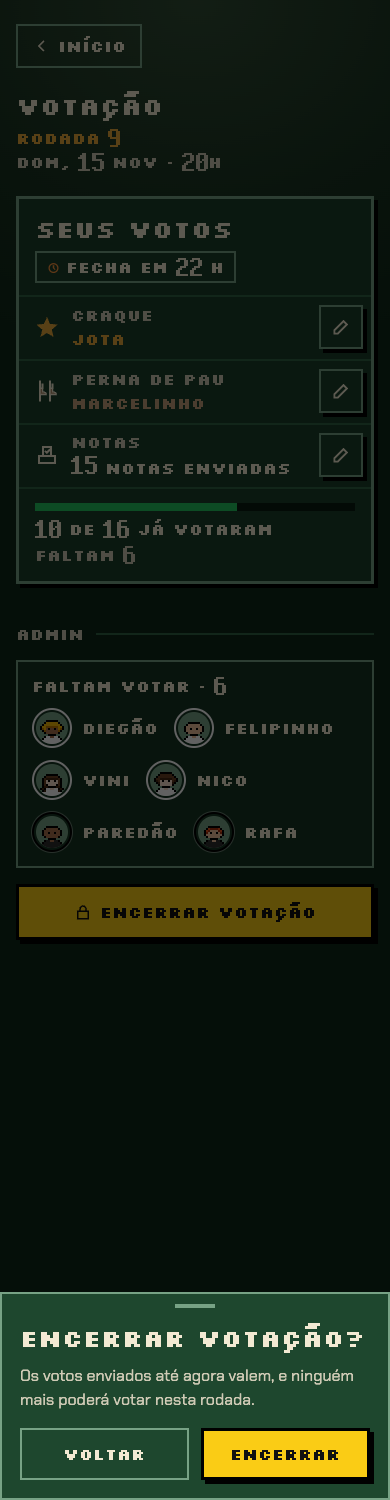 INÍCIO
VOTAÇÃO
RODADA 9
DOM, 15 NOV · 20H
SEUS VOTOS
FECHA EM 22 H
CRAQUE
JOTA
PERNA DE PAU
MARCELINHO
NOTAS
15 NOTAS ENVIADAS
10 DE 16 JÁ VOTARAM
FALTAM 6
ADMIN
FALTAM VOTAR · 6
DIEGÃO FELIPINHO
VINI NICO
PAREDÃO RAFA
ENCERRAR VOTAÇÃO
ENCERRAR VOTAÇÃO?
Os votos enviados até agora valem, e ninguém
mais poderá votar nesta rodada.
VOLTAR ENCERRAR